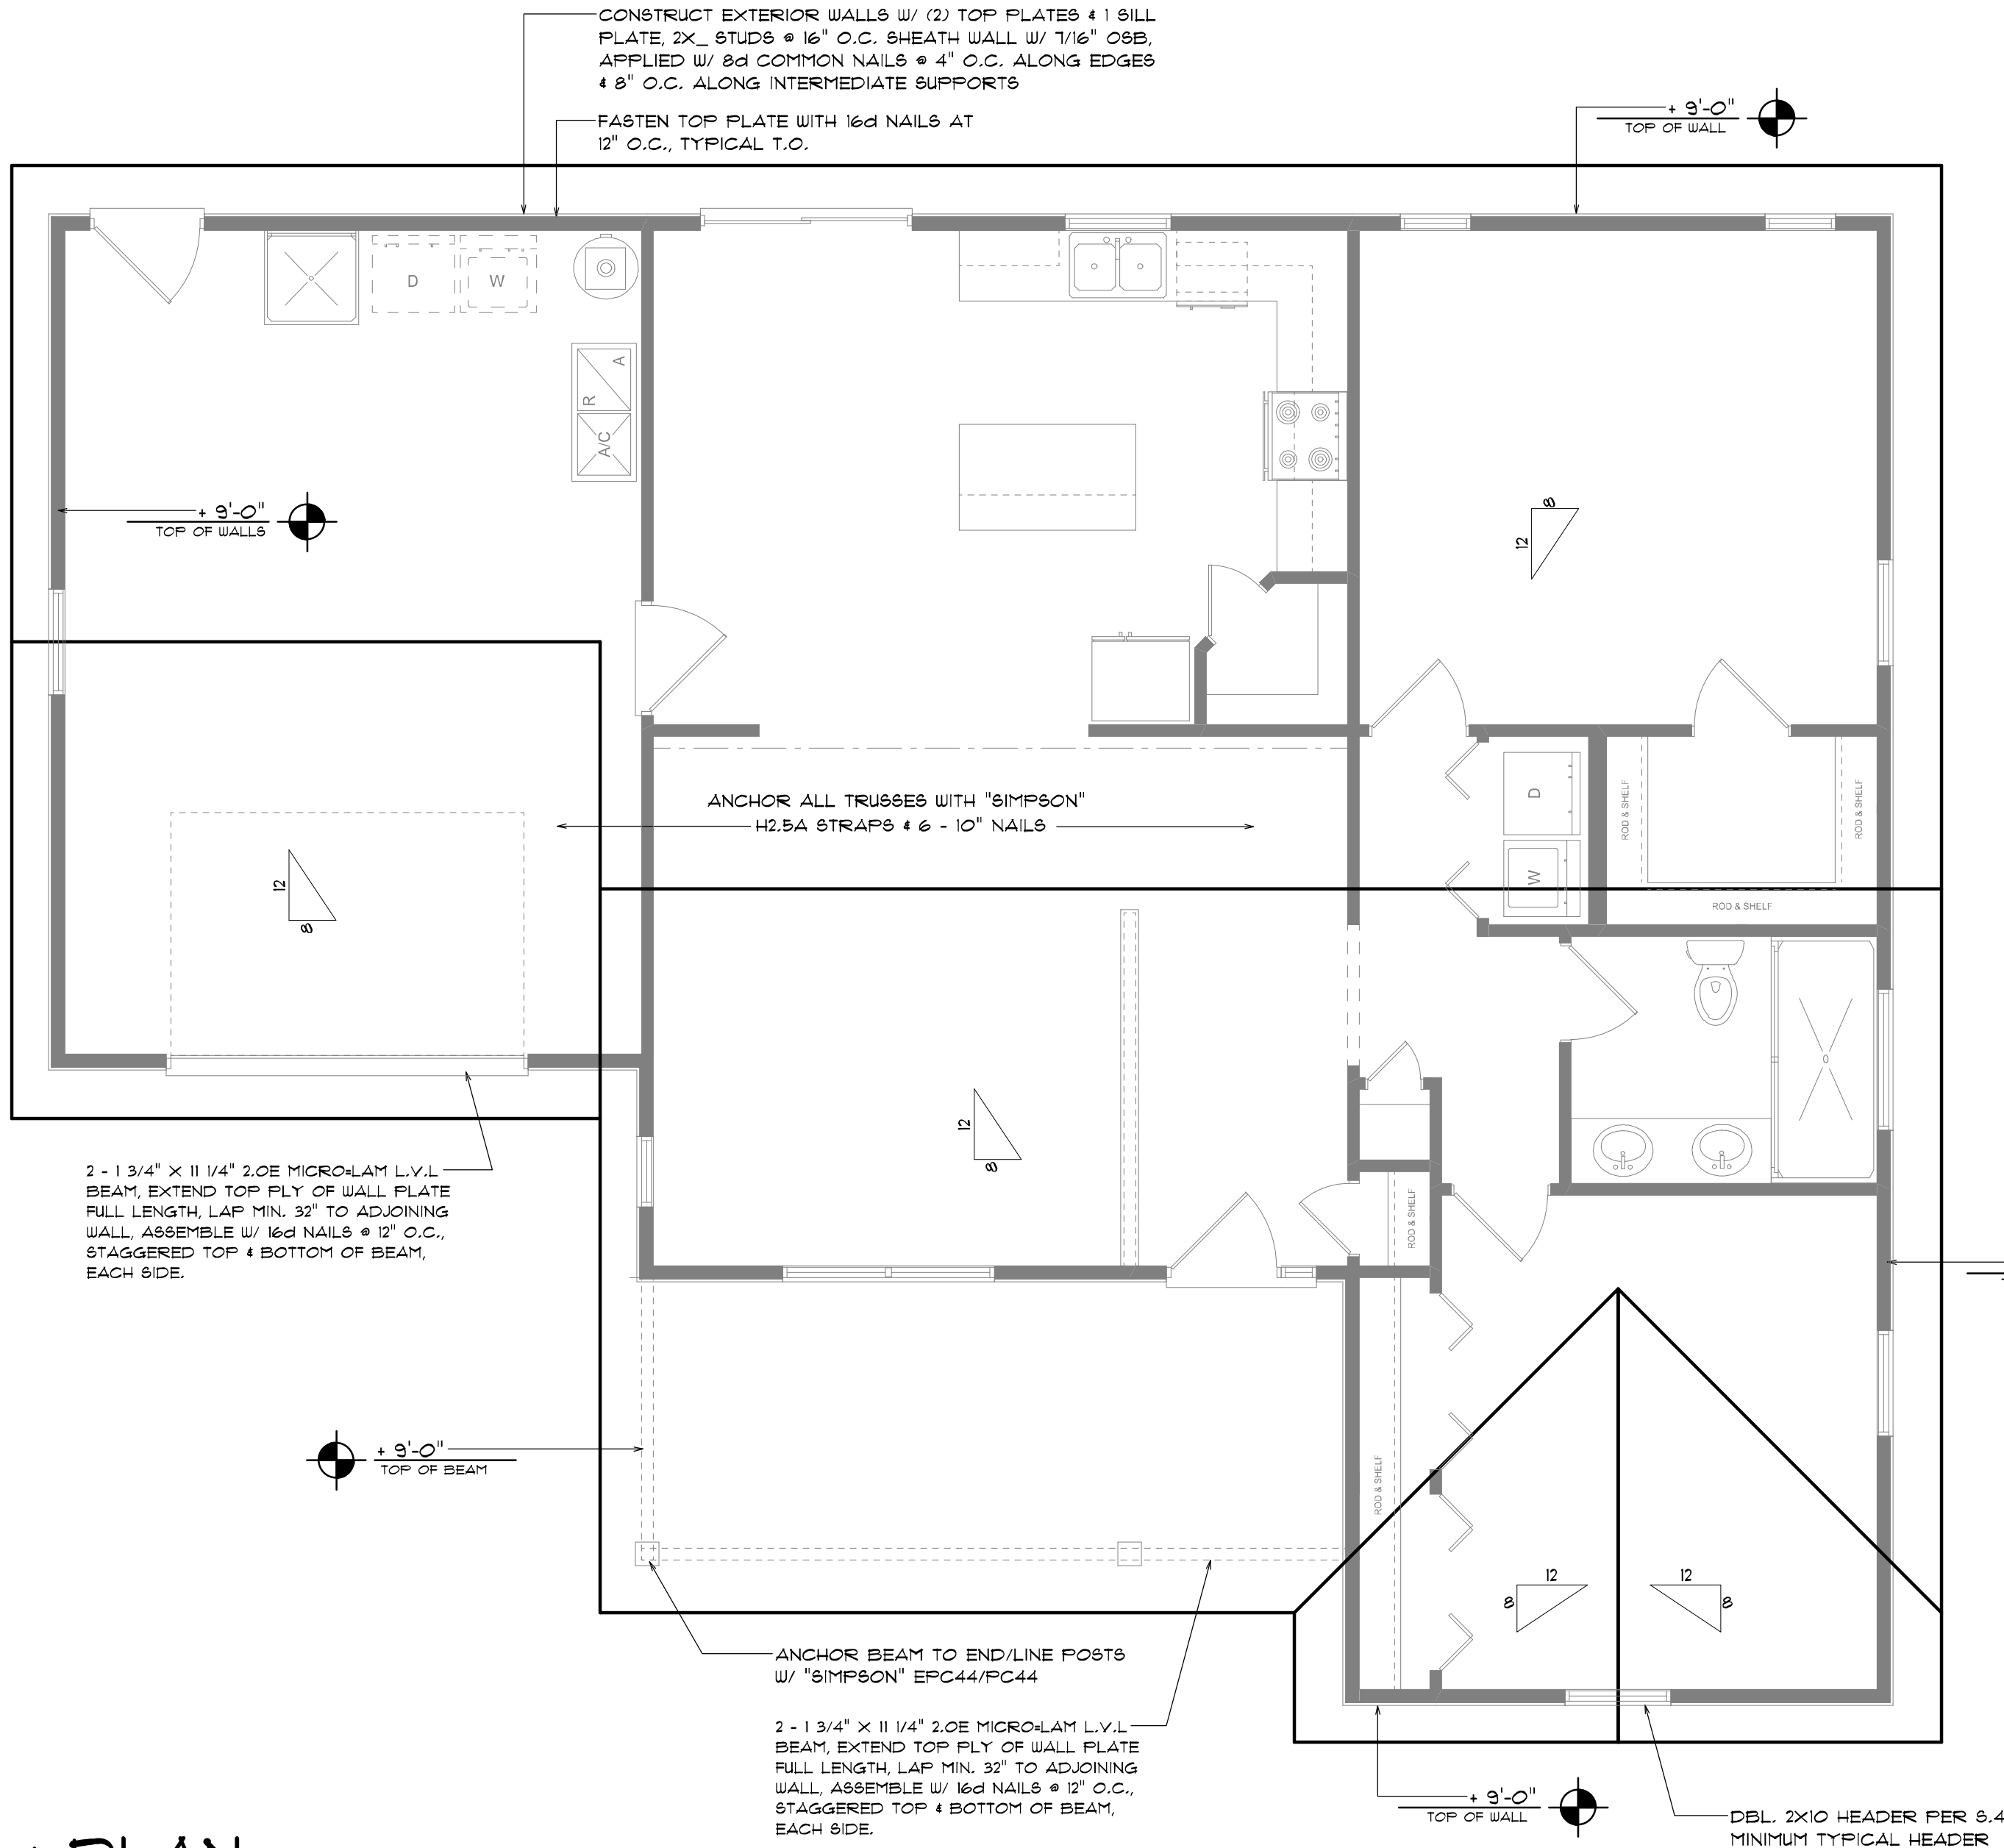 CONSTRUCT EXTERIOR WALLS W/ (2) TOP PLATES & 1 SILL
PLATE, 2X_ STUDS @ 16" O.C. SHEATH WALL W/ 7/16" OSB,
APPLIED W/ 8d COMMON NAILS @ 4" O.C. ALONG EDGES
& 8" O.C. ALONG INTERMEDIATE SUPPORTS
FASTEN TOP PLATE WITH 16d NAILS AT
12" O.C., TYPICAL T.O.
+ 9'-0"
TOP OF WALL
D
W
A
R
A/C
+ 9'-0"
TOP OF WALLS
8
12
ANCHOR ALL TRUSSES WITH "SIMPSON"
H2.5A STRAPS & 6 - 10" NAILS
D
W
ROD & SHELF
ROD & SHELF
ROD & SHELF
12
8
12
8
2 - 1 3/4" X 11 1/4" 2.0E MICRO=LAM L.V.L
BEAM, EXTEND TOP PLY OF WALL PLATE
FULL LENGTH, LAP MIN. 32" TO ADJOINING
WALL, ASSEMBLE W/ 16d NAILS @ 12" O.C.,
STAGGERED TOP & BOTTOM OF BEAM,
EACH SIDE.
ROD & SHELF
+ 9'-0"
TOP OF BEAM
ROD & SHELF
12
8
12
8
ANCHOR BEAM TO END/LINE POSTS
W/ "SIMPSON" EPC44/PC44
2 - 1 3/4" X 11 1/4" 2.0E MICRO=LAM L.V.L
BEAM, EXTEND TOP PLY OF WALL PLATE
FULL LENGTH, LAP MIN. 32" TO ADJOINING
WALL, ASSEMBLE W/ 16d NAILS @ 12" O.C.,
STAGGERED TOP & BOTTOM OF BEAM,
EACH SIDE.
+ 9'-0"
TOP OF WALL
DBL. 2X10 HEADER PER S.4
MINIMUM TYPICAL HEADER
PLAN